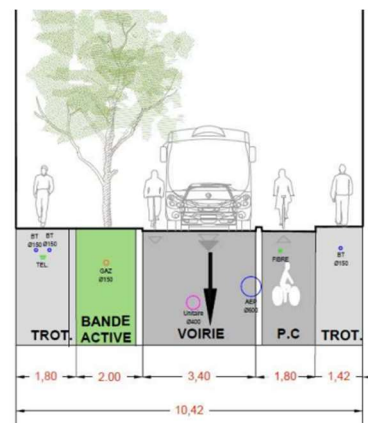 BT BT
Ø150 Ø150
TEL
GAZ
Ø150
Unitaire
Ø400
AEP
Ø600
FIBRE
BT
Ø150
TROT.
BANDE
ACTIVE
VOIRIE
P.C
TROT.
1,80
2.00
3,40
1,80
1,42
10,42